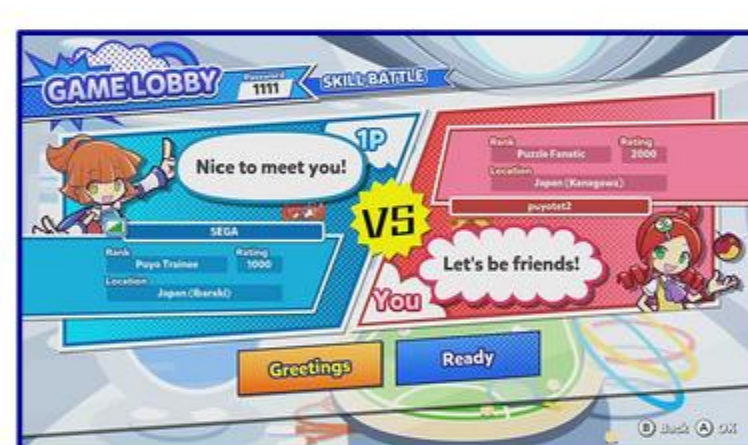 GAME LOBBY
Password
1111
SKILL BATTLE
1P
Nice to meet you!
SEGA
Rank
Rating
Puyo Trainee
1000
Location
Japan (Ibaraki)
VS
Rank
Rating
Puzzle Fanatic
2000
Location
Japan (Kanagawa)
puyotet2
Let's be friends!
You
Greetings
Ready
B Back A OK